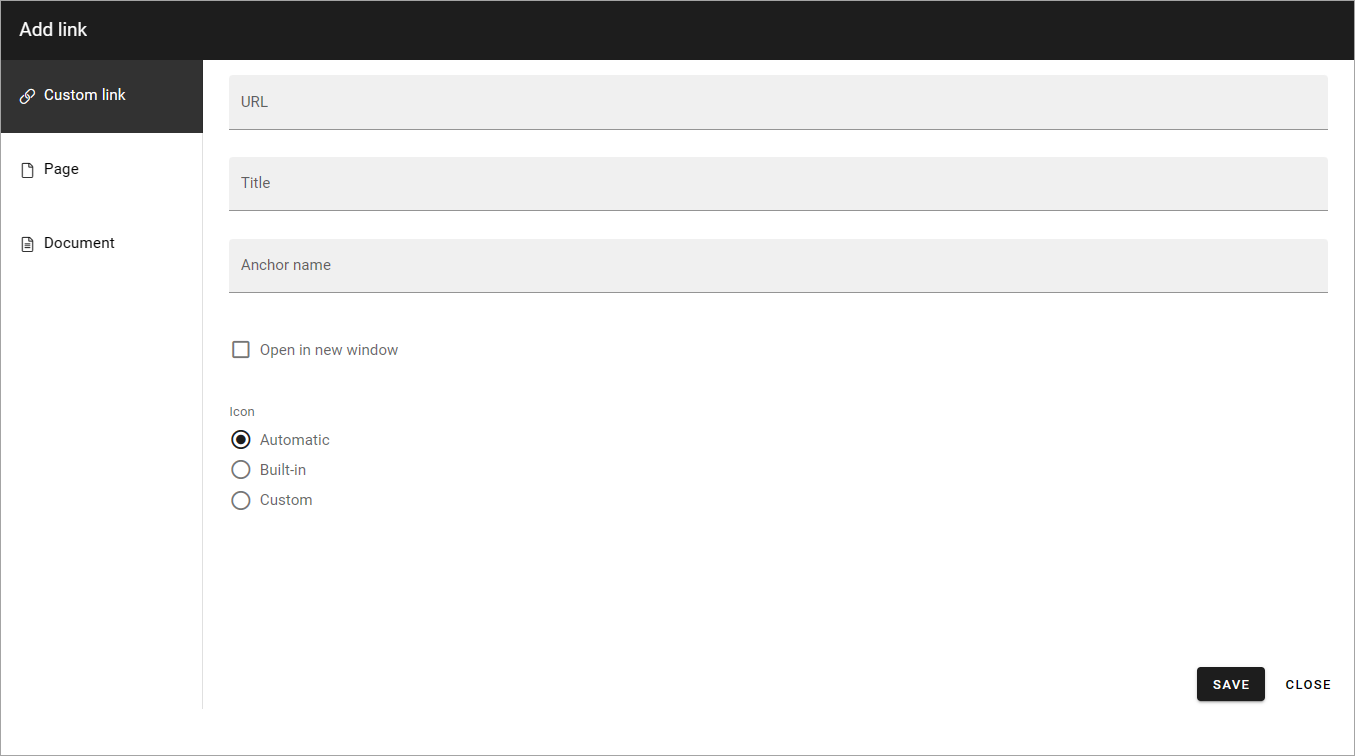 Add link
Custom link
Page
Document
URL
Title
Anchor name
Open in new window
Icon
Automatic
Built-in
Custom
SAVE
CLOSE